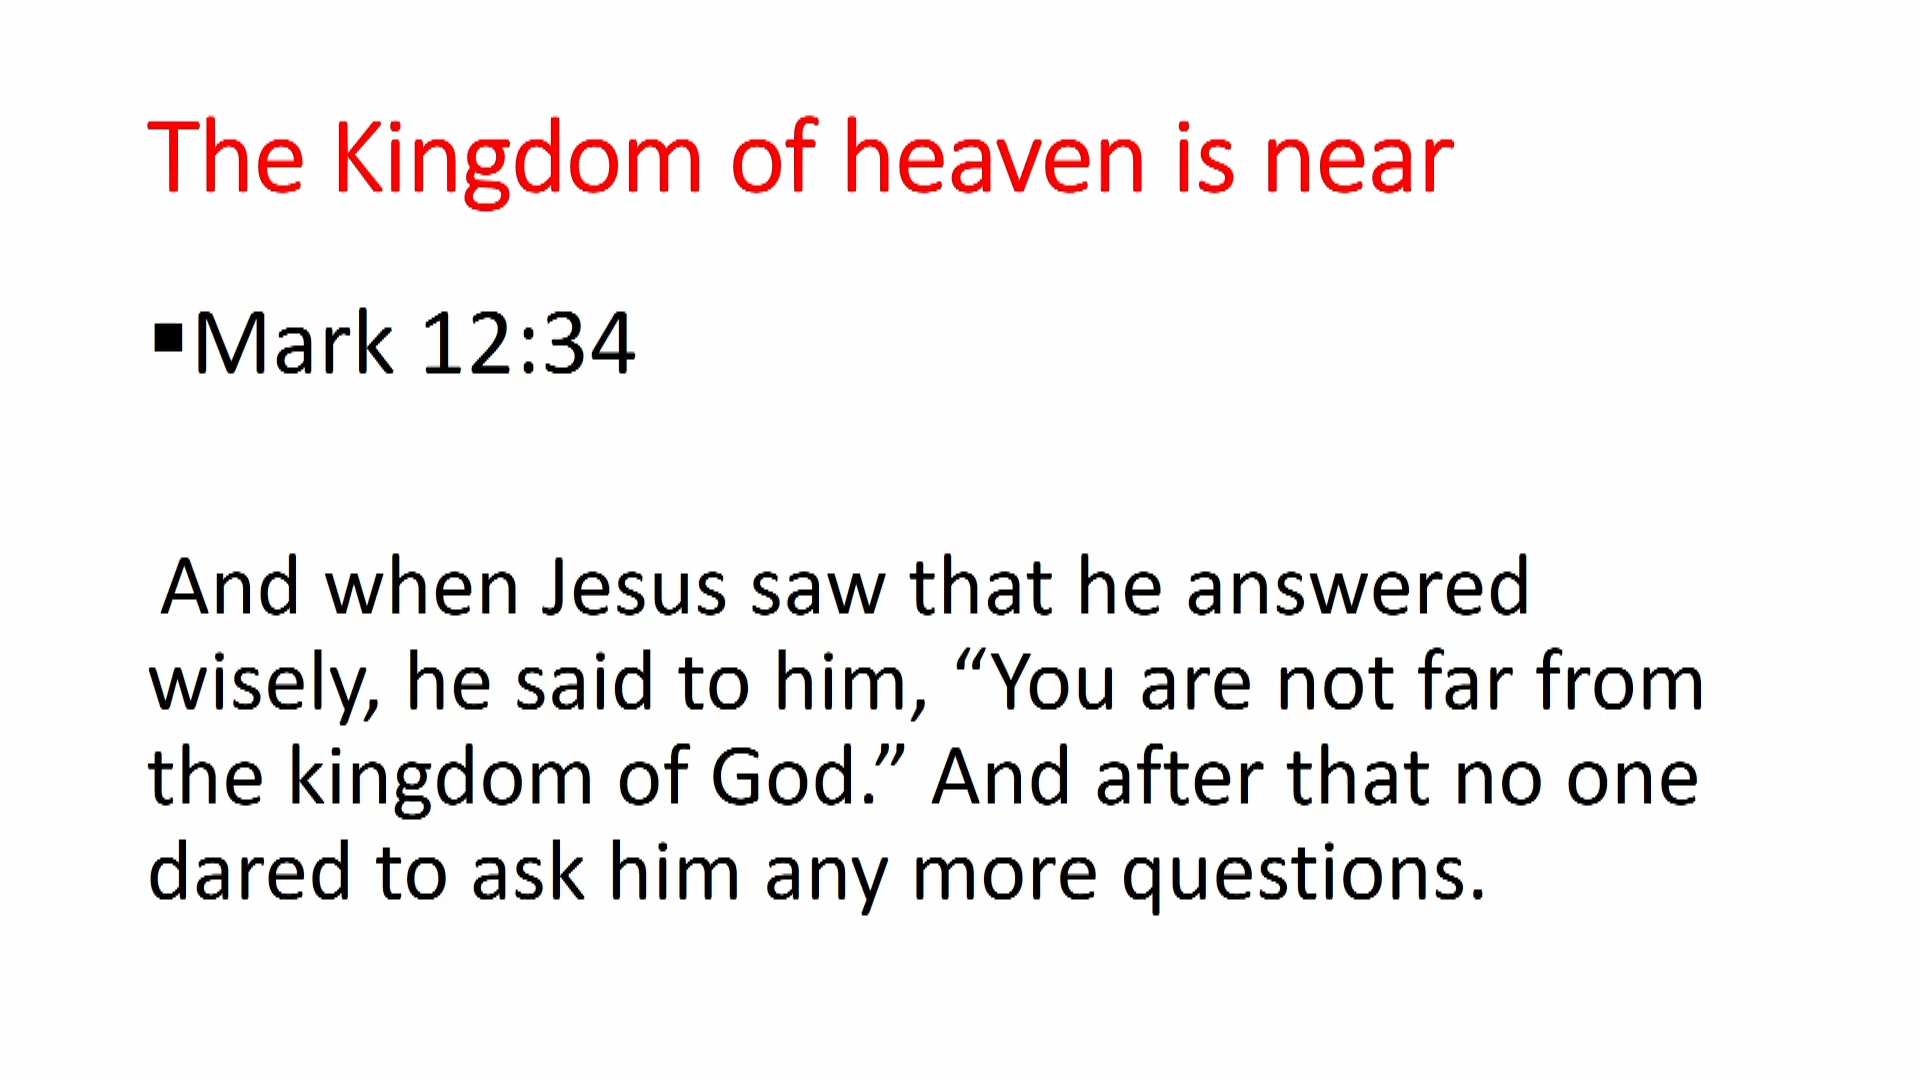 The Kingdom of heaven is near
▪Mark 12:34
And when Jesus saw that he answered
wisely, he said to him, “You are not far from
the kingdom of God.” And after that no one
dared to ask him any more questions.